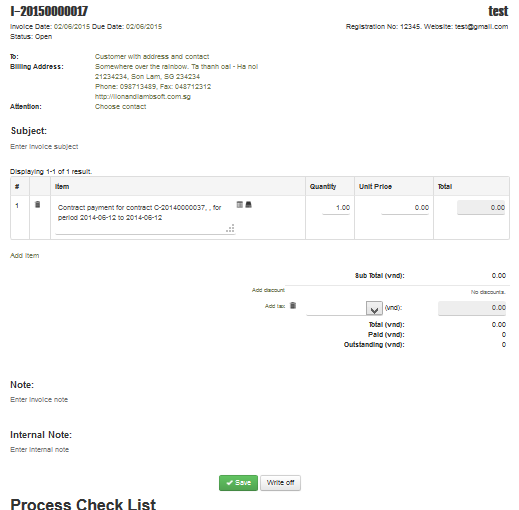 I-20150000017
test
Invoice Date: 02/06/2015 Due Date: 02/06/2015
Registration No: 12345. Website: test@gmail.com
Status: Open
To: Customer with address and contact
Billing Address: Somewhere over the rainbow. Ta thanh oai - Ha noi
21234234, Son Lam, SG 234234
Phone: 098713489, Fax: 048712312
http://lionandlambsoft.com.sg
Attention: Choose contact
Subject:
Enter invoice subject
Displaying 1-1 of 1 result.
# Item Quantity Unit Price Total
1 Contract payment for contract C-20140000037, , for 1.00 0.00 0.00
period 2014-06-12 to 2014-06-12
Add item
Sub Total (vnd): 0.00
Add discount No discounts.
Add tax (vnd): 0.00
Total (vnd): 0.00
Paid (vnd): 0
Outstanding (vnd): 0
Note:
Enter invoice note
Internal Note:
Enter internal note
Save Write off
Process Check List